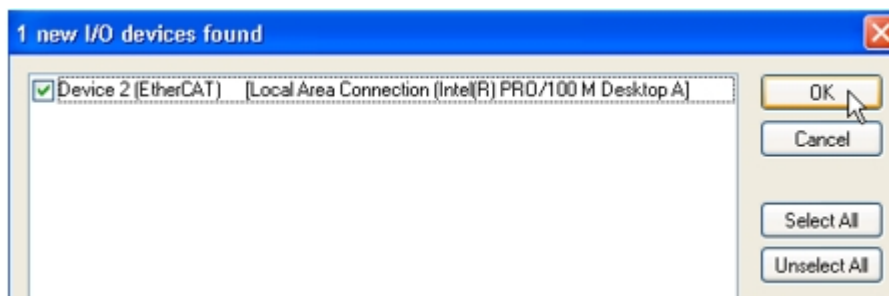 1 new I/O devices found
Device 2 (EtherCAT) [Local Area Connection (Intel(R) PRO/100 M Desktop A]
OK
Cancel
Select All
Unselect All